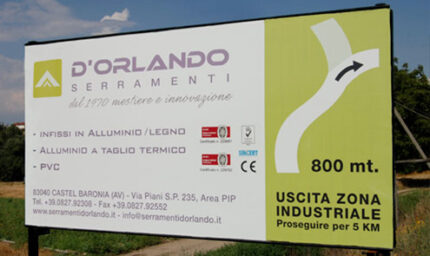 D'ORLANDO
SERRAMENTI
dal 1970 mestiere e innovazione
- INFISSI IN ALLUMINIO/LEGNO
- ALLUMINIO A TAGLIO TERMICO
- PVC
CE
83040 CASTEL BARONIA (AV) - Via Piani S.P. 235, Area PIP
Tel. +39.0827.92308 - Fax +39.0827.92552
www.serramentidorlando.it - info@serramentidorlando.it
800 mt.
USCITA ZONA
INDUSTRIALE
Proseguire per 5 KM